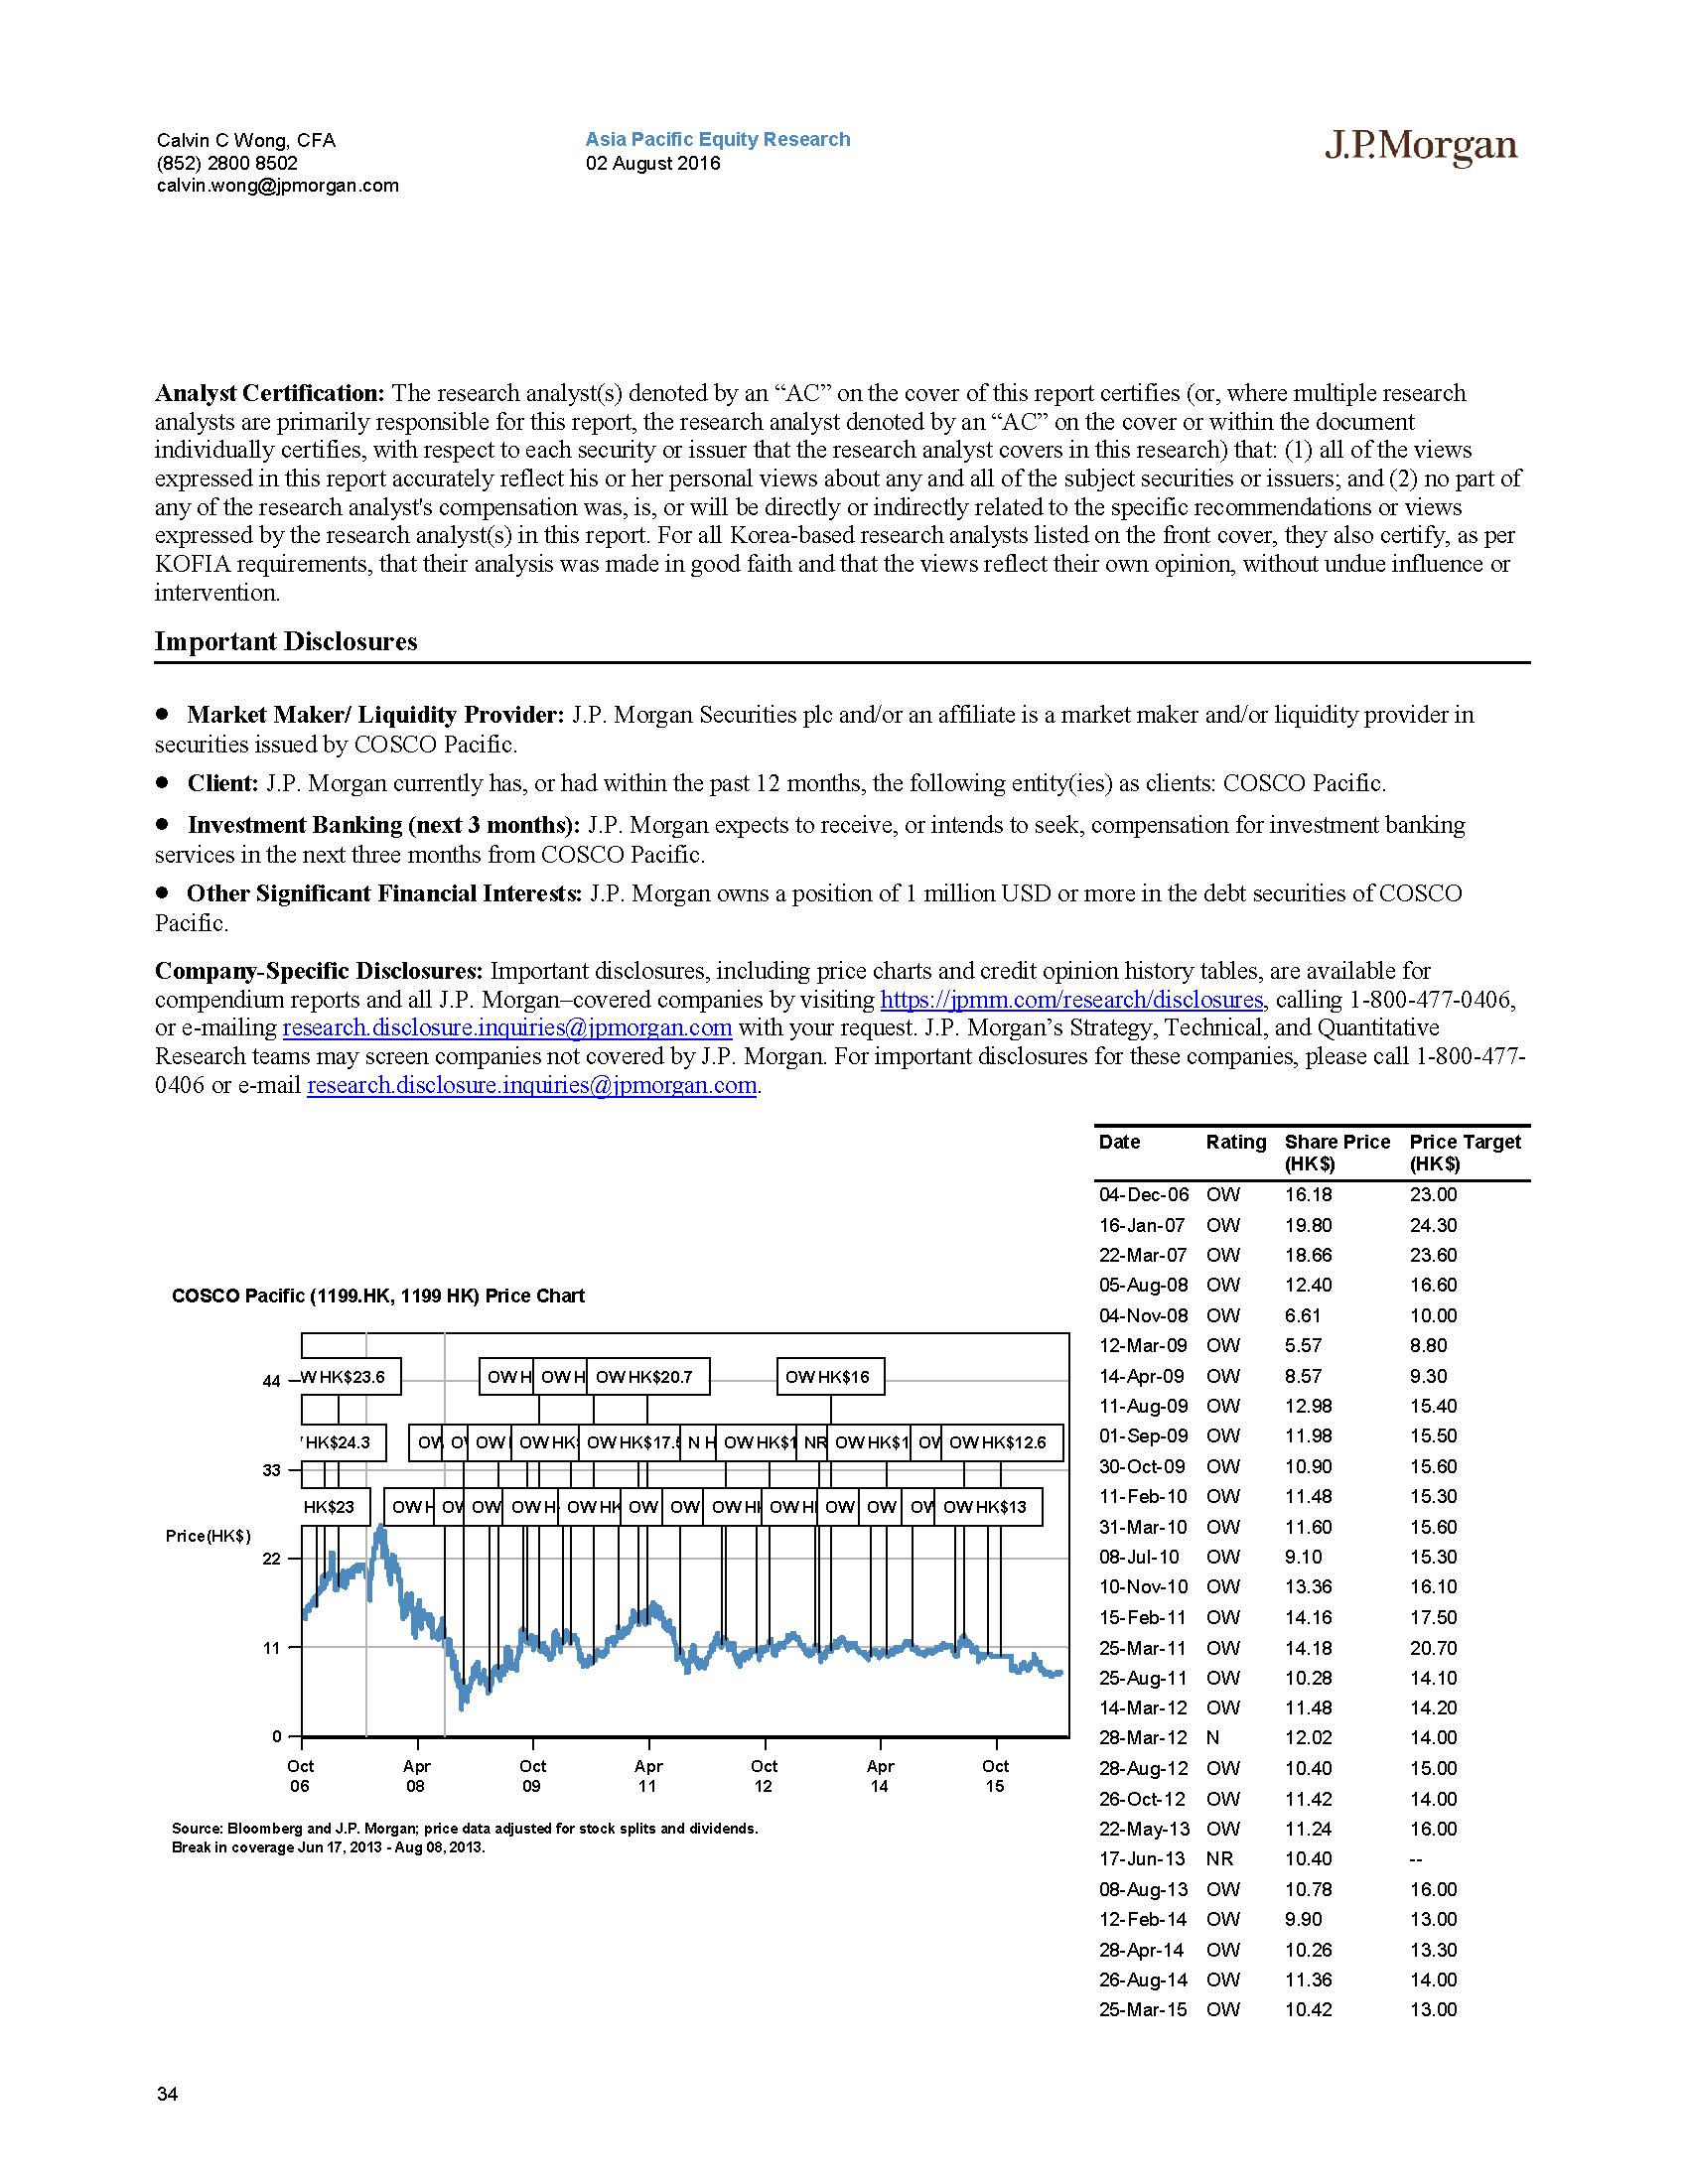 Calvin C Wong, CFA
(852) 2800 8502
calvin.wong@jpmorgan.com
Asia Pacific Equity Research
02 August 2016
J.P.Morgan
Analyst Certification: The research analyst(s) denoted by an “AC” on the cover of this report certifies (or, where multiple research
analysts are primarily responsible for this report, the research analyst denoted by an “AC” on the cover or within the document
individually certifies, with respect to each security or issuer that the research analyst covers in this research) that: (1) all of the views
expressed in this report accurately reflect his or her personal views about any and all of the subject securities or issuers; and (2) no part of
any of the research analyst's compensation was, is, or will be directly or indirectly related to the specific recommendations or views
expressed by the research analyst(s) in this report. For all Korea-based research analysts listed on the front cover, they also certify, as per
KOFIA requirements, that their analysis was made in good faith and that the views reflect their own opinion, without undue influence or
intervention.
Important Disclosures
● Market Maker/ Liquidity Provider: J.P. Morgan Securities plc and/or an affiliate is a market maker and/or liquidity provider in
securities issued by COSCO Pacific.
● Client: J.P. Morgan currently has, or had within the past 12 months, the following entity(ies) as clients: COSCO Pacific.
● Investment Banking (next 3 months): J.P. Morgan expects to receive, or intends to seek, compensation for investment banking
services in the next three months from COSCO Pacific.
● Other Significant Financial Interests: J.P. Morgan owns a position of 1 million USD or more in the debt securities of COSCO
Pacific.
Company-Specific Disclosures: Important disclosures, including price charts and credit opinion history tables, are available for
compendium reports and all J.P. Morgan–covered companies by visiting https://jpmm.com/research/disclosures, calling 1-800-477-0406,
or e-mailing research.disclosure.inquiries@jpmorgan.com with your request. J.P. Morgan’s Strategy, Technical, and Quantitative
Research teams may screen companies not covered by J.P. Morgan. For important disclosures for these companies, please call 1-800-477-
0406 or e-mail research.disclosure.inquiries@jpmorgan.com.
COSCO Pacific (1199.HK, 1199 HK) Price Chart
44 W HK$23.6 OW H OW H OW HK$20.7 OW HK$16
HK$24.3 OW OW OW HK OW HK$17.5 N H OW HK$1 NR OW HK$1 OW OW HK$12.6
33
HK$23 OW H OW OW OW H OW HK OW OW OW H OW H OW OW OW OW HK$13
Price(HK$)
22
11
0
Oct 06 Apr 08 Oct 09 Apr 11 Oct 12 Apr 14 Oct 15
Source: Bloomberg and J.P. Morgan; price data adjusted for stock splits and dividends.
Break in coverage Jun 17, 2013 - Aug 08, 2013.
Date Rating Share Price (HK$) Price Target (HK$)
04-Dec-06 OW 16.18 23.00
16-Jan-07 OW 19.80 24.30
22-Mar-07 OW 18.66 23.60
05-Aug-08 OW 12.40 16.60
04-Nov-08 OW 6.61 10.00
12-Mar-09 OW 5.57 8.80
14-Apr-09 OW 8.57 9.30
11-Aug-09 OW 12.98 15.40
01-Sep-09 OW 11.98 15.50
30-Oct-09 OW 10.90 15.60
11-Feb-10 OW 11.48 15.30
31-Mar-10 OW 11.60 15.60
08-Jul-10 OW 9.10 15.30
10-Nov-10 OW 13.36 16.10
15-Feb-11 OW 14.16 17.50
25-Mar-11 OW 14.18 20.70
25-Aug-11 OW 10.28 14.10
14-Mar-12 OW 11.48 14.20
28-Mar-12 N 12.02 14.00
28-Aug-12 OW 10.40 15.00
26-Oct-12 OW 11.42 14.00
22-May-13 OW 11.24 16.00
17-Jun-13 NR 10.40 --
08-Aug-13 OW 10.78 16.00
12-Feb-14 OW 9.90 13.00
28-Apr-14 OW 10.26 13.30
26-Aug-14 OW 11.36 14.00
25-Mar-15 OW 10.42 13.00
34